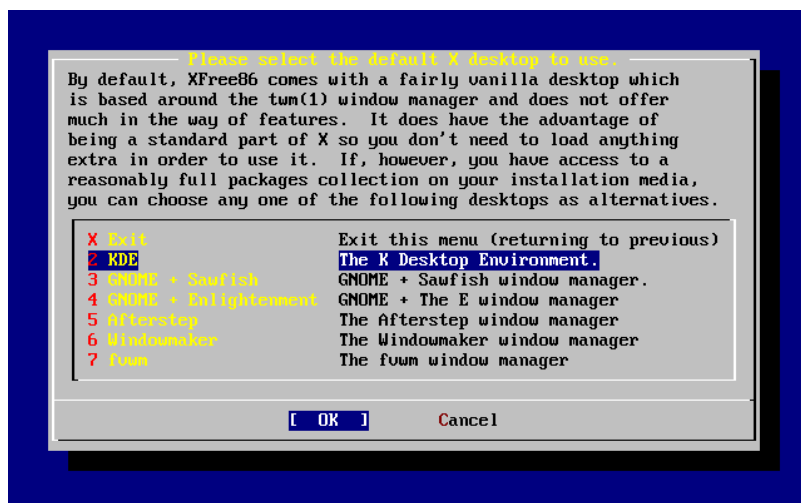 Please select the default X desktop to use.
By default, XFree86 comes with a fairly vanilla desktop which
is based around the twm(1) window manager and does not offer
much in the way of features.  It does have the advantage of
being a standard part of X so you don't need to load anything
extra in order to use it.  If, however, you have access to a
reasonably full packages collection on your installation media,
you can choose any one of the following desktops as alternatives.
X Exit Exit this menu (returning to previous)
2 KDE The K Desktop Environment.
3 GNOME + Sawfish GNOME + Sawfish window manager.
4 GNOME + Enlightenment GNOME + The E window manager
5 Afterstep The Afterstep window manager
6 Windowmaker The Windowmaker window manager
7 fvwm The fvwm window manager
[ OK ] Cancel